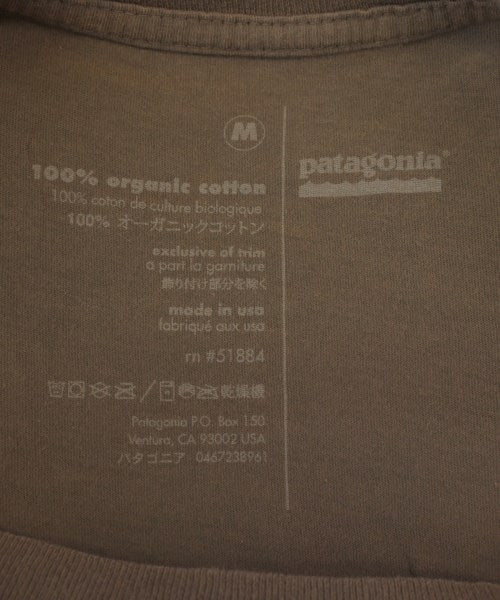 M
patagonia®
100% organic cotton
100% coton de culture biologique
100% オーガニックコットン
exclusive of trim
a part la garniture
飾り付け部分を除く
made in usa
fabriqué aux usa
rn #51884
乾燥機
Patagonia P.O. Box 150
Ventura, CA 93002 USA
パタゴニア 0467238961